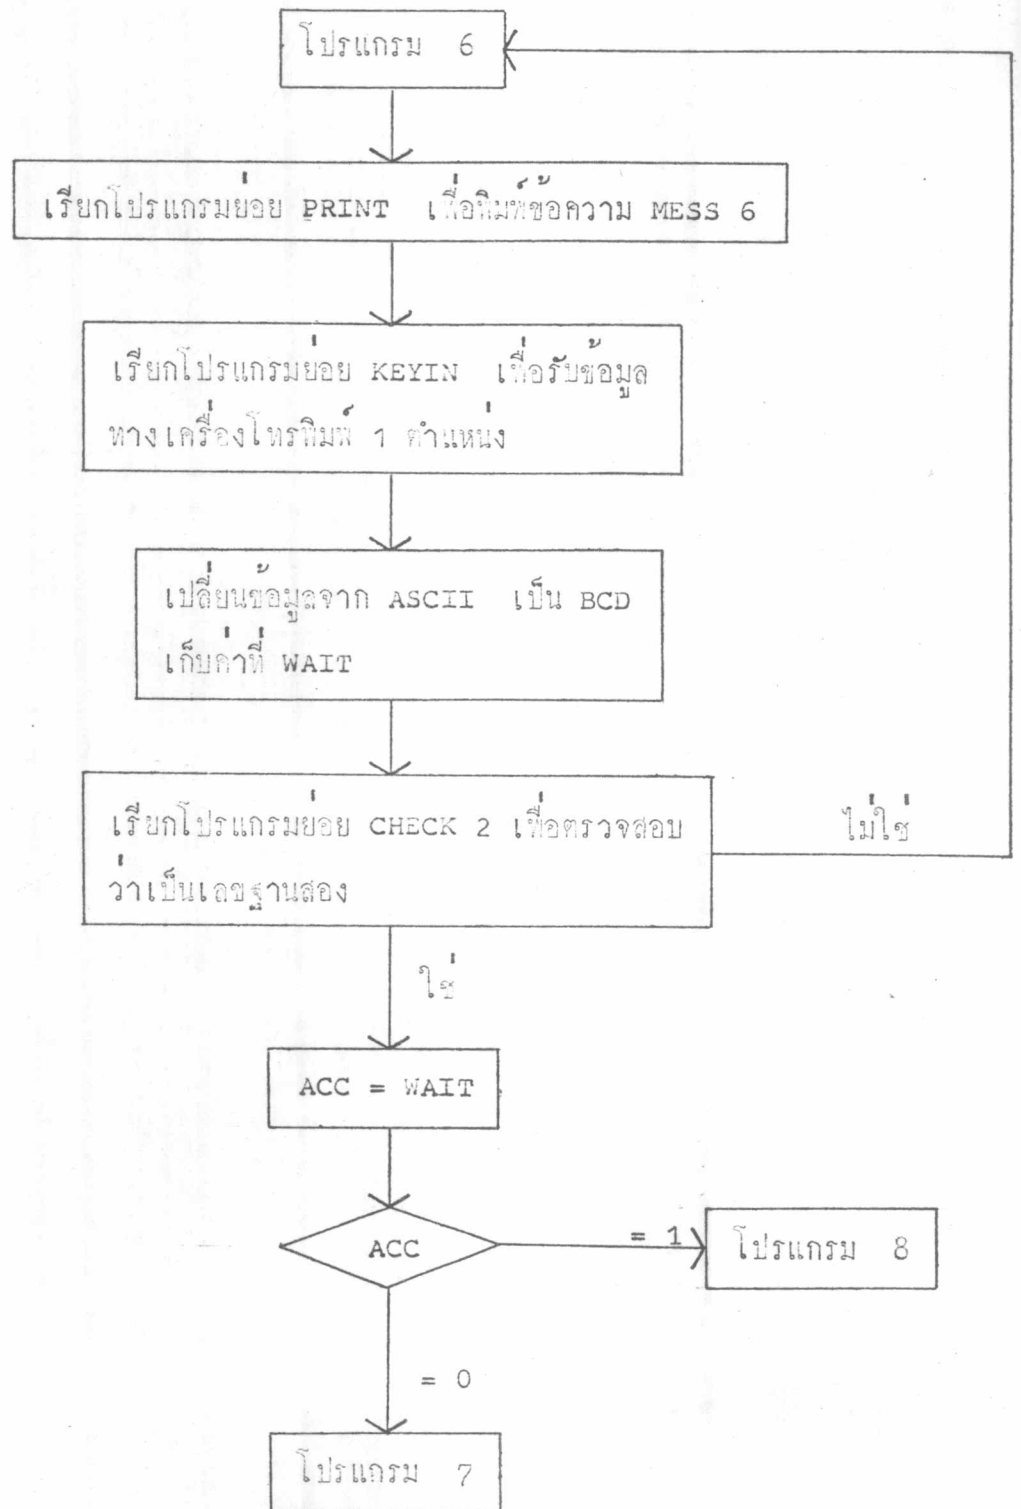 โปรแกรม 6
เรียกโปรแกรมย่อย PRINT เพื่อพิมพ์ข้อความ MESS 6
เรียกโปรแกรมย่อย KEYIN เพื่อรับข้อมูล
ทางเครื่องโทรพิมพ์ 1 ตำแหน่ง
เปลี่ยนข้อมูลจาก ASCII เป็น BCD
เก็บค่าที่ WAIT
เรียกโปรแกรมย่อย CHECK 2 เพื่อตรวจสอบ
ว่าเป็นเลขฐานสอง
ไม่ใช่
ใช่
ACC = WAIT
ACC
= 1
โปรแกรม 8
= 0
โปรแกรม 7